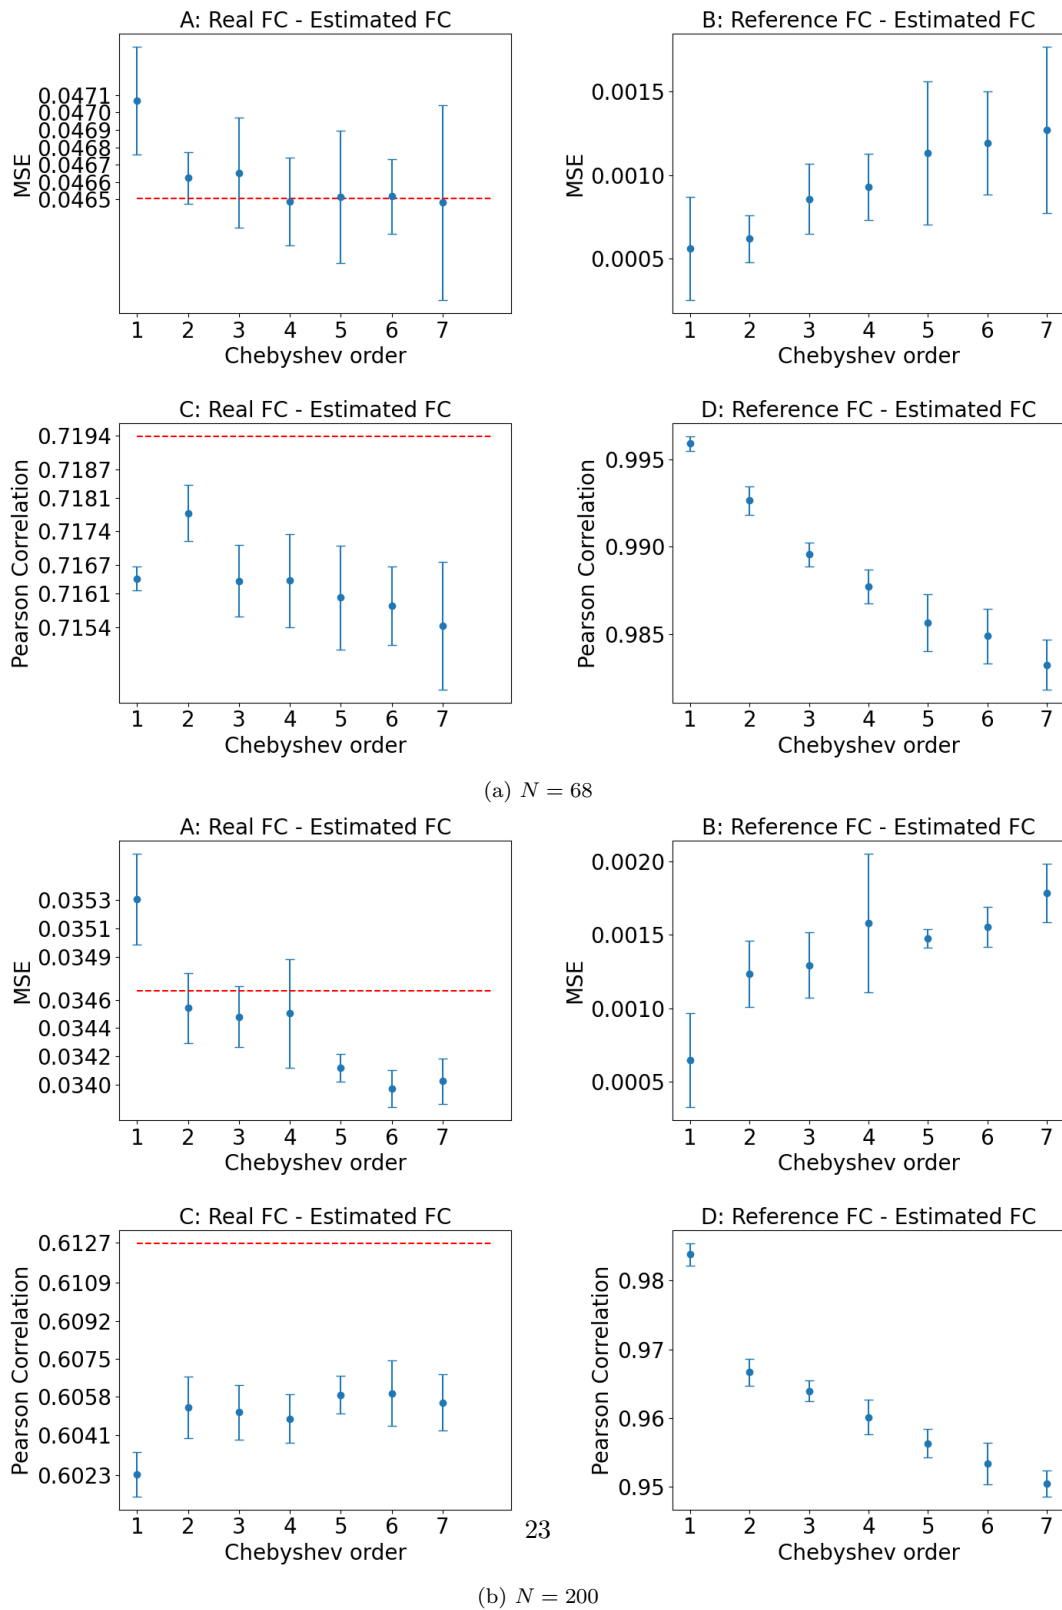 A: Real FC - Estimated FC
MSE
0.0471
0.0470
0.0469
0.0468
0.0467
0.0466
0.0465
1 2 3 4 5 6 7
Chebyshev order
B: Reference FC - Estimated FC
MSE
0.0015
0.0010
0.0005
1 2 3 4 5 6 7
Chebyshev order
C: Real FC - Estimated FC
Pearson Correlation
0.7194
0.7187
0.7181
0.7174
0.7167
0.7161
0.7154
1 2 3 4 5 6 7
Chebyshev order
D: Reference FC - Estimated FC
Pearson Correlation
0.995
0.990
0.985
1 2 3 4 5 6 7
Chebyshev order
(a) N = 68
A: Real FC - Estimated FC
MSE
0.0353
0.0351
0.0349
0.0346
0.0344
0.0342
0.0340
1 2 3 4 5 6 7
Chebyshev order
B: Reference FC - Estimated FC
MSE
0.0020
0.0015
0.0010
0.0005
1 2 3 4 5 6 7
Chebyshev order
C: Real FC - Estimated FC
Pearson Correlation
0.6127
0.6109
0.6092
0.6075
0.6058
0.6041
0.6023
1 2 3 4 5 6 7
Chebyshev order
D: Reference FC - Estimated FC
Pearson Correlation
0.98
0.97
0.96
0.95
1 2 3 4 5 6 7
Chebyshev order
23
(b) N = 200